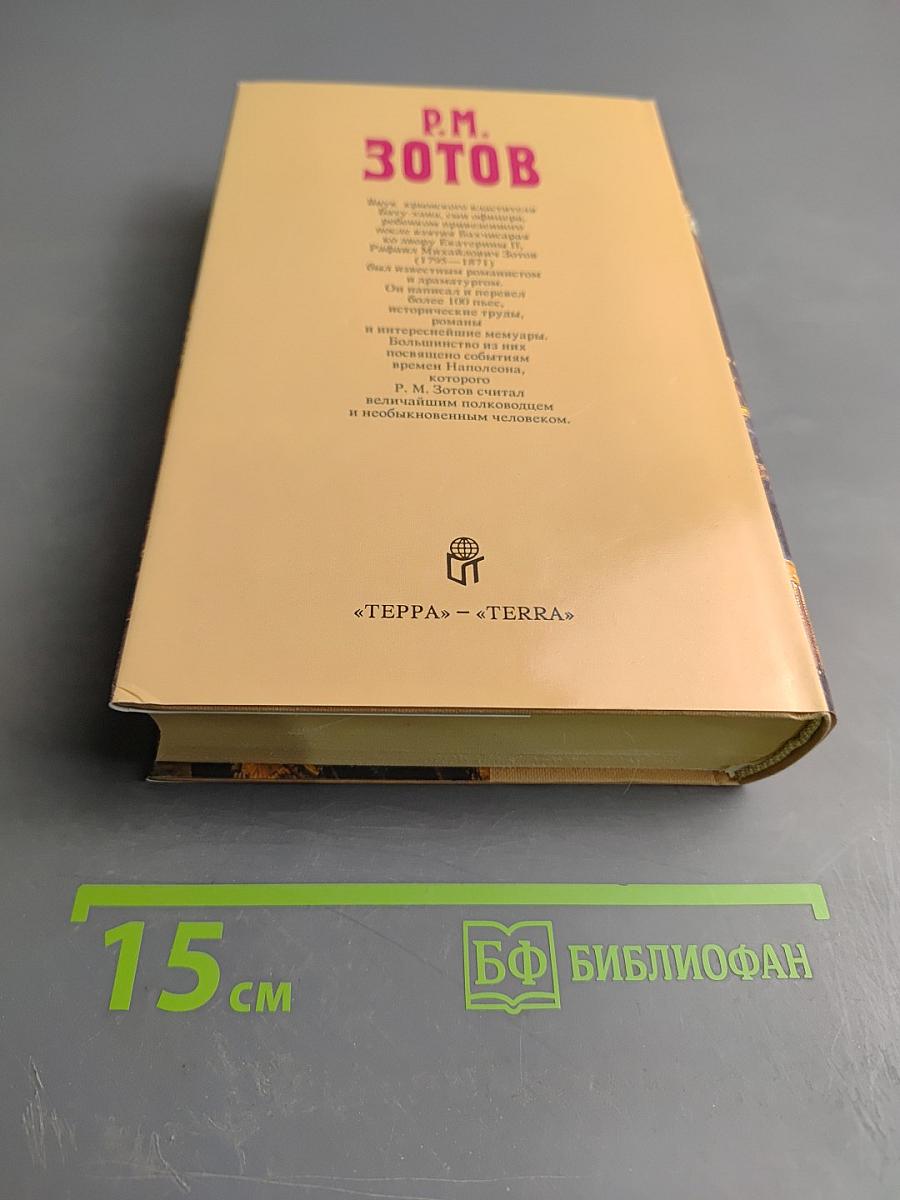 Р.М.
ЗОТОВ
Внук крымского властителя
Бату-хана, сын офицера,
ребенком привезенного
после взятия Бахчисарая
ко двору Екатерины II,
Рафаил Михайлович Зотов
(1795—1871)
был известным романистом
и драматургом.
Он написал и перевел
более 100 пьес,
исторические труды,
романы
и интереснейшие мемуары.
Большинство из них
посвящено событиям
времен Наполеона,
которого
Р. М. Зотов считал
величайшим полководцем
и необыкновенным человеком.
«ТЕРРА» – «TERRA»
15 см
БФ БИБЛИОФАН